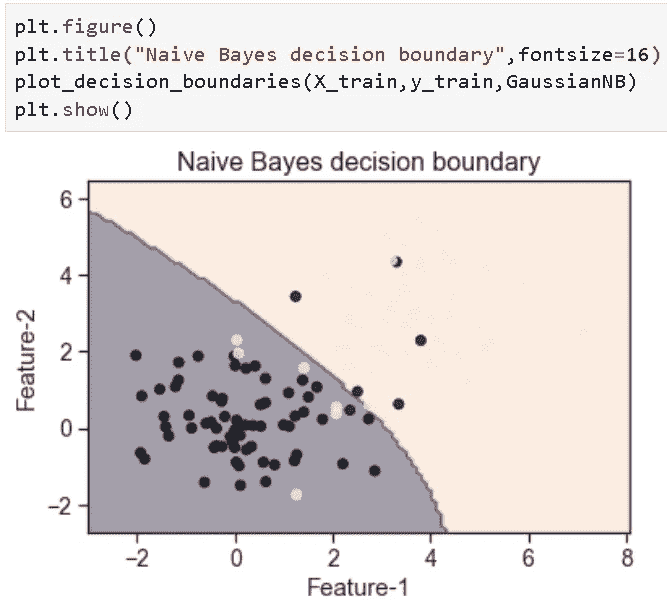 plt.figure()
plt.title("Naive Bayes decision boundary",fontsize=16)
plot_decision_boundaries(X_train,y_train,GaussianNB)
plt.show()
Naive Bayes decision boundary
6
4
2
0
−2
Feature-2
−2 0 2 4 6 8
Feature-1